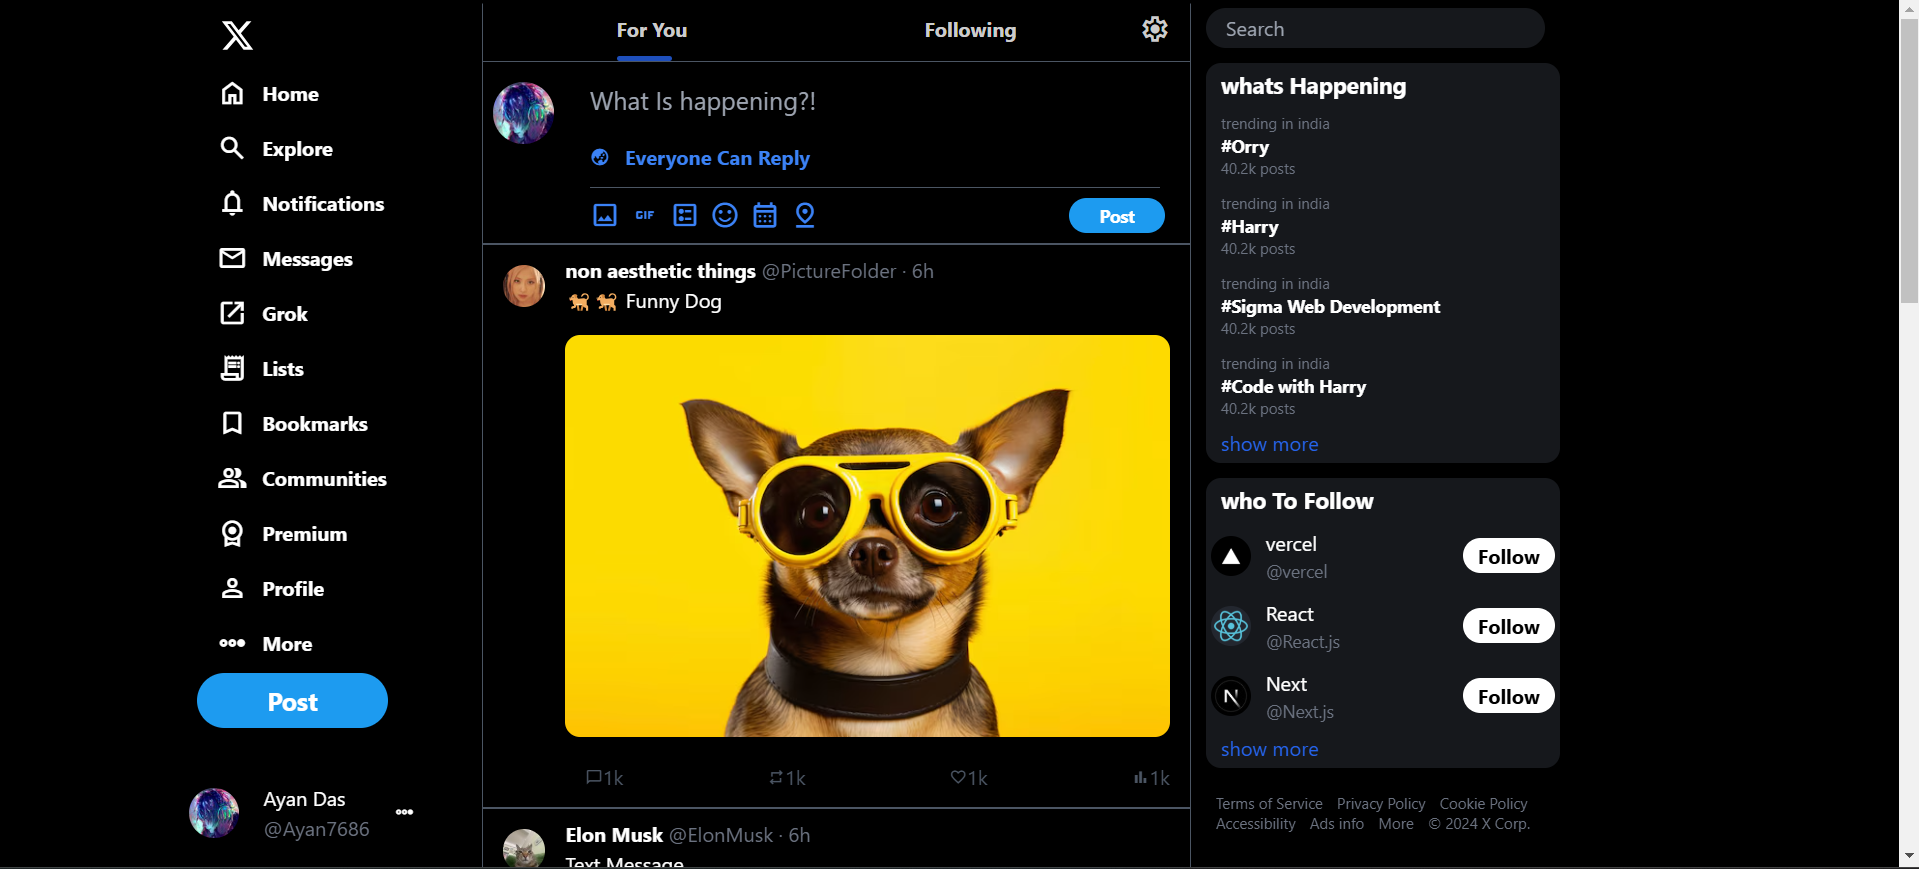 Home
Explore
Notifications
Messages
Grok
Lists
Bookmarks
Communities
Premium
Profile
More
Post
Ayan Das
@Ayan7686
For You
Following
What Is happening?!
Everyone Can Reply
GIF
Post
non aesthetic things @PictureFolder · 6h
🐕🐕 Funny Dog
1k
1k
1k
1k
Elon Musk @ElonMusk · 6h
Text Message
Search
whats Happening
trending in india
#Orry
40.2k posts
trending in india
#Harry
40.2k posts
trending in india
#Sigma Web Development
40.2k posts
trending in india
#Code with Harry
40.2k posts
show more
who To Follow
vercel
@vercel
Follow
React
@React.js
Follow
Next
@Next.js
Follow
show more
Terms of Service Privacy Policy Cookie Policy
Accessibility Ads info More © 2024 X Corp.